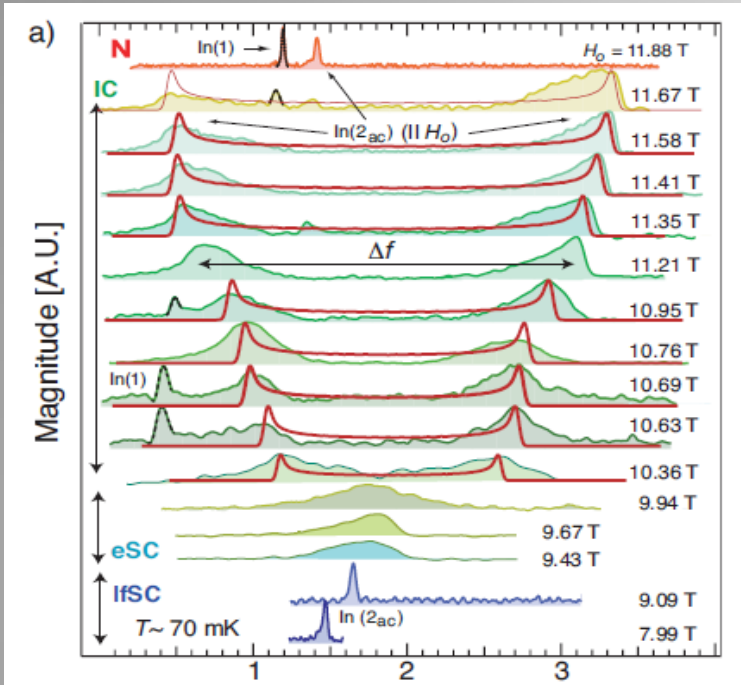 a)
N
In(1)
H₀ = 11.88 T
IC
11.67 T
In(2ac) (II H₀)
11.58 T
11.41 T
11.35 T
Δf
11.21 T
10.95 T
10.76 T
In(1)
10.69 T
10.63 T
10.36 T
9.94 T
9.67 T
eSC
9.43 T
lfSC
9.09 T
In (2ac)
T~ 70 mK
7.99 T
Magnitude [A.U.]
1 2 3